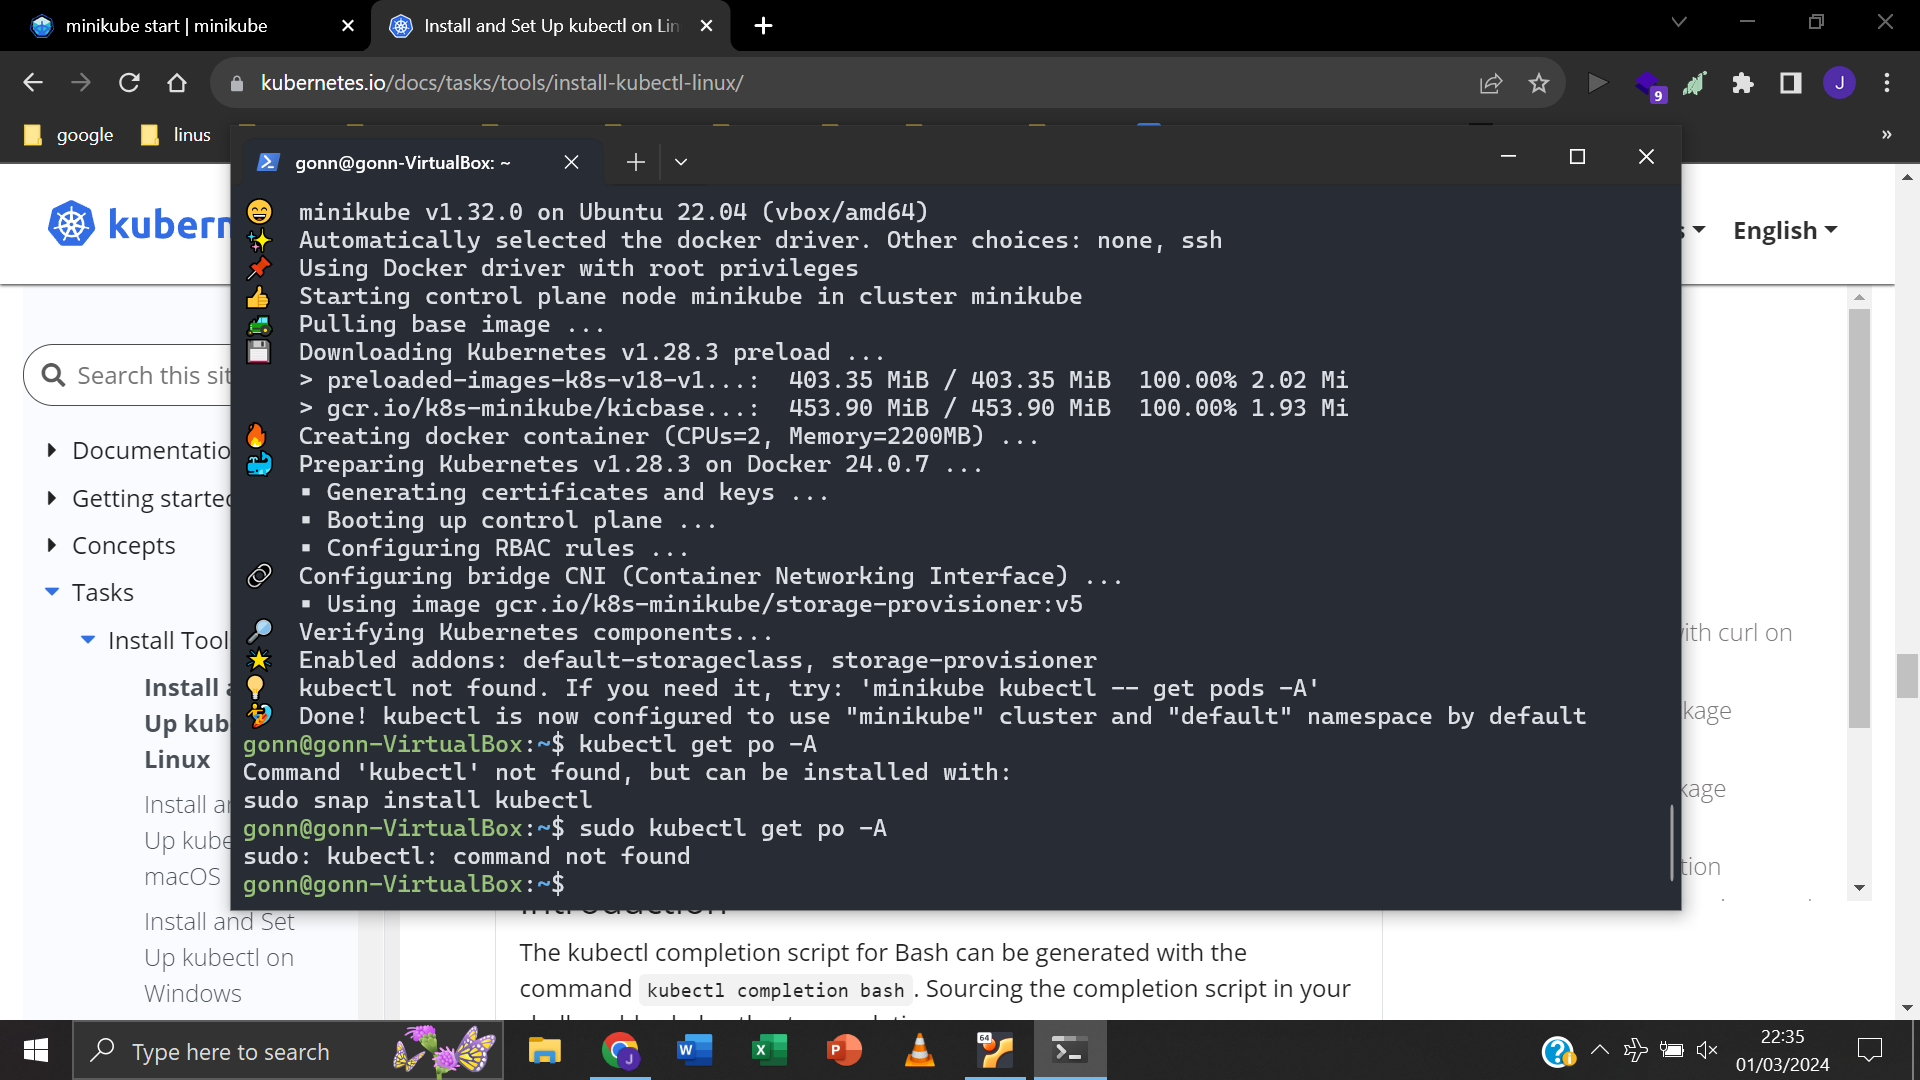 minikube start | minikube
Install and Set Up kubectl on Lin
kubernetes.io/docs/tasks/tools/install-kubectl-linux/
9
J
google
linus
»
gonn@gonn-VirtualBox: ~
minikube v1.32.0 on Ubuntu 22.04 (vbox/amd64)
Automatically selected the docker driver. Other choices: none, ssh
Using Docker driver with root privileges
Starting control plane node minikube in cluster minikube
Pulling base image ...
Downloading Kubernetes v1.28.3 preload ...
> preloaded-images-k8s-v18-v1...:  403.35 MiB / 403.35 MiB  100.00% 2.02 Mi
> gcr.io/k8s-minikube/kicbase...:  453.90 MiB / 453.90 MiB  100.00% 1.93 Mi
Creating docker container (CPUs=2, Memory=2200MB) ...
Preparing Kubernetes v1.28.3 on Docker 24.0.7 ...
▪ Generating certificates and keys ...
▪ Booting up control plane ...
▪ Configuring RBAC rules ...
Configuring bridge CNI (Container Networking Interface) ...
▪ Using image gcr.io/k8s-minikube/storage-provisioner:v5
Verifying Kubernetes components...
Enabled addons: default-storageclass, storage-provisioner
kubectl not found. If you need it, try: 'minikube kubectl -- get pods -A'
Done! kubectl is now configured to use "minikube" cluster and "default" namespace by default
gonn@gonn-VirtualBox:~$ kubectl get po -A
Command 'kubectl' not found, but can be installed with:
sudo snap install kubectl
gonn@gonn-VirtualBox:~$ sudo kubectl get po -A
sudo: kubectl: command not found
gonn@gonn-VirtualBox:~$
kubern
s
English
Search this sit
Documentatio
Getting starte
Concepts
Tasks
Install Tool
Install a
Up kub
Linux
Install a
Up kube
macOS
Install and Set
Up kubectl on
Windows
ith curl on
kage
kage
tion
The kubectl completion script for Bash can be generated with the
command kubectl completion bash . Sourcing the completion script in your
Type here to search
W
X
P
64
22:35
01/03/2024